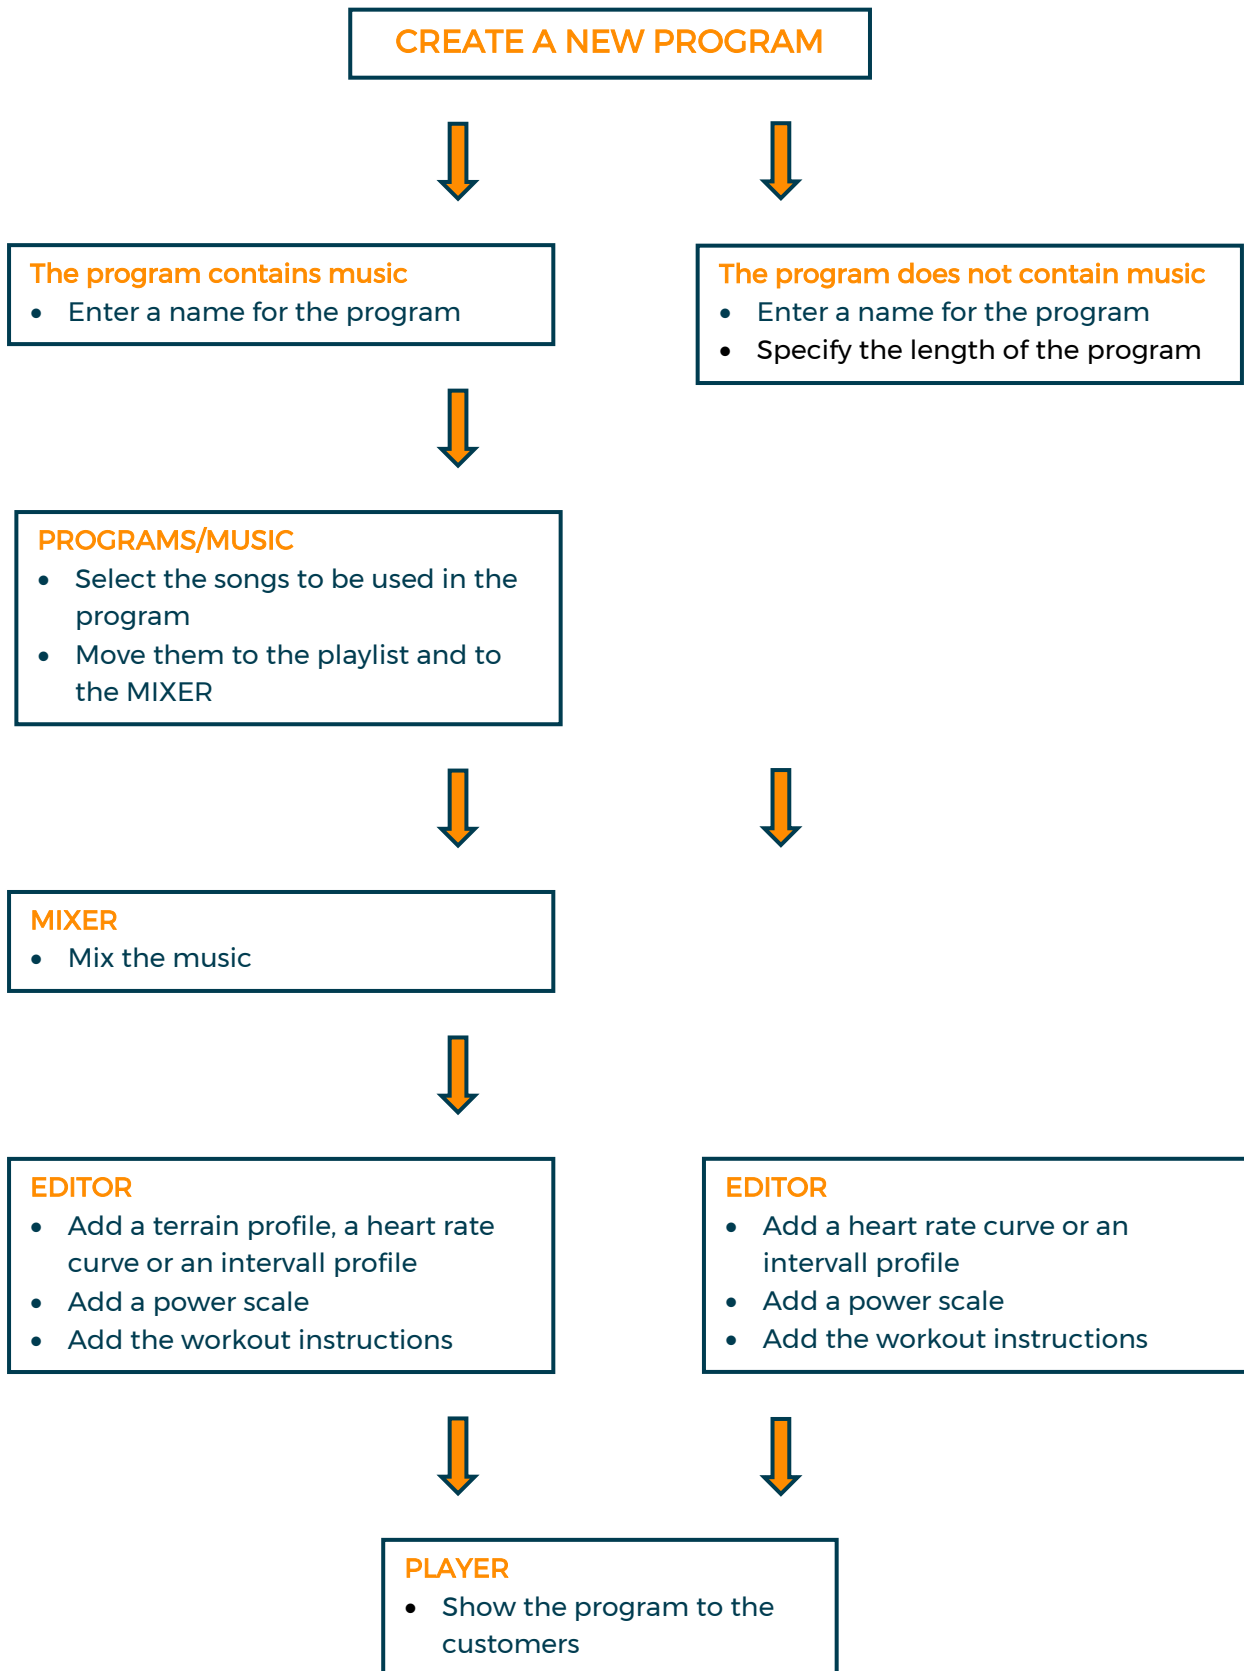 CREATE A NEW PROGRAM
The program contains music
• Enter a name for the program
The program does not contain music
• Enter a name for the program
• Specify the length of the program
PROGRAMS/MUSIC
• Select the songs to be used in the
program
• Move them to the playlist and to
the MIXER
MIXER
• Mix the music
EDITOR
• Add a terrain profile, a heart rate
curve or an intervall profile
• Add a power scale
• Add the workout instructions
EDITOR
• Add a heart rate curve or an
intervall profile
• Add a power scale
• Add the workout instructions
PLAYER
• Show the program to the
customers